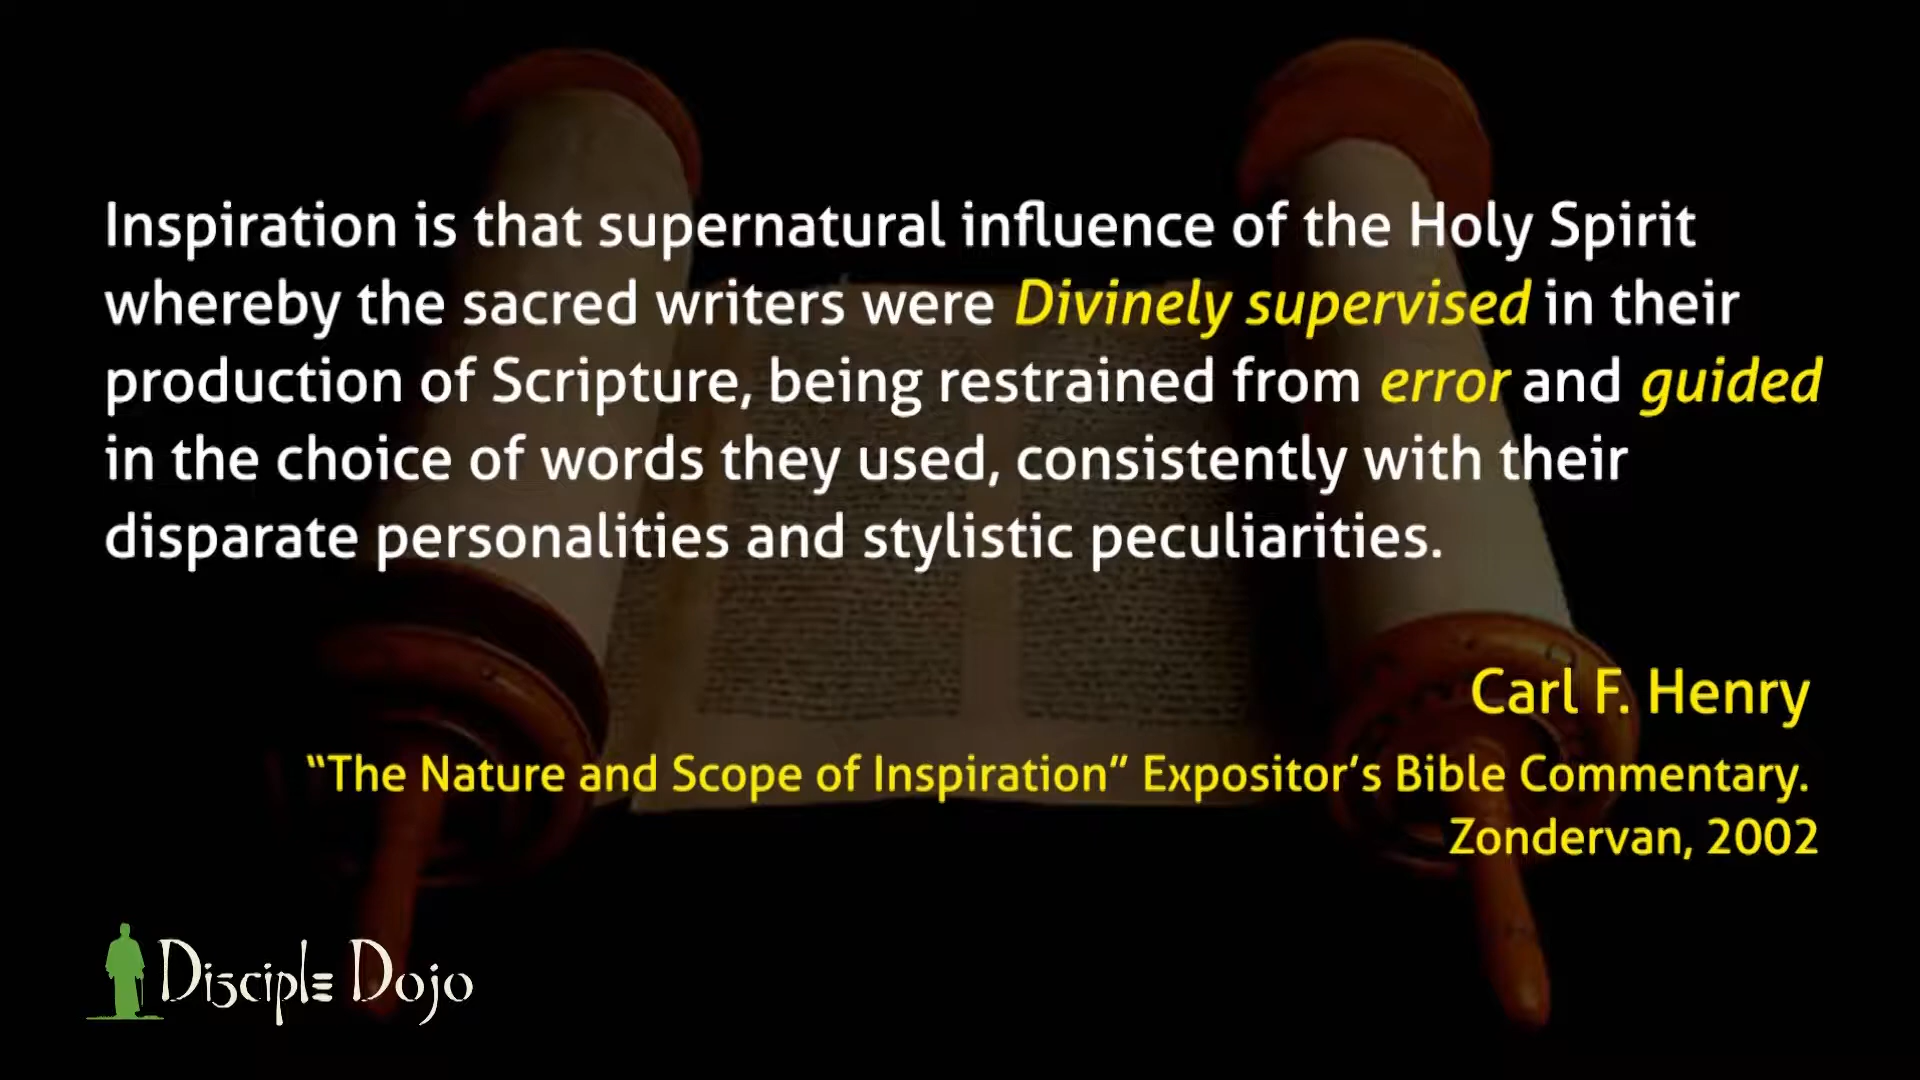 Inspiration is that supernatural influence of the Holy Spirit
whereby the sacred writers were Divinely supervised in their
production of Scripture, being restrained from error and guided
in the choice of words they used, consistently with their
disparate personalities and stylistic peculiarities.
Carl F. Henry
“The Nature and Scope of Inspiration” Expositor’s Bible Commentary.
Zondervan, 2002
Disciple Dojo